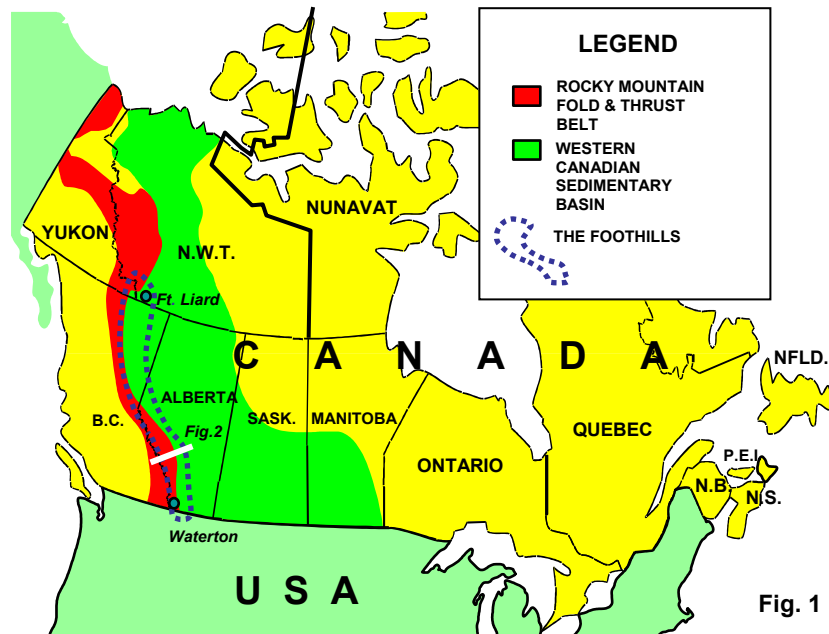 LEGEND
ROCKY MOUNTAIN
FOLD & THRUST
BELT
WESTERN
CANADIAN
SEDIMENTARY
BASIN
THE FOOTHILLS
NUNAVAT
YUKON
N.W.T.
Ft. Liard
C A N A D A
NFLD.
ALBERTA
B.C.
SASK.
MANITOBA
Fig.2
QUEBEC
ONTARIO
P.E.I.
N.B.
N.S.
Waterton
U S A
Fig. 1